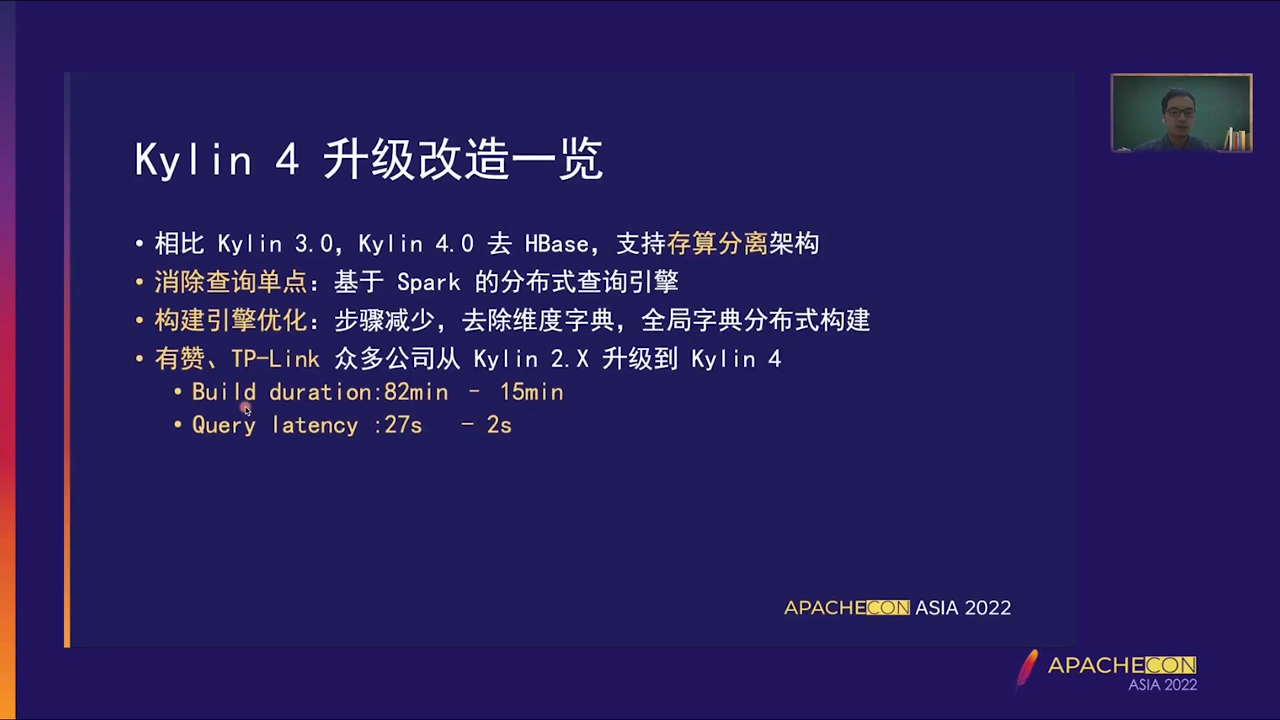 Kylin 4 升级改造一览
• 相比 Kylin 3.0，Kylin 4.0 去 HBase，支持存算分离架构
• 消除查询单点：基于 Spark 的分布式查询引擎
• 构建引擎优化：步骤减少，去除维度字典，全局字典分布式构建
• 有赞、TP-Link 众多公司从 Kylin 2.X 升级到 Kylin 4
• Build duration:82min - 15min
• Query latency :27s - 2s
APACHECON ASIA 2022
APACHECON
ASIA 2022